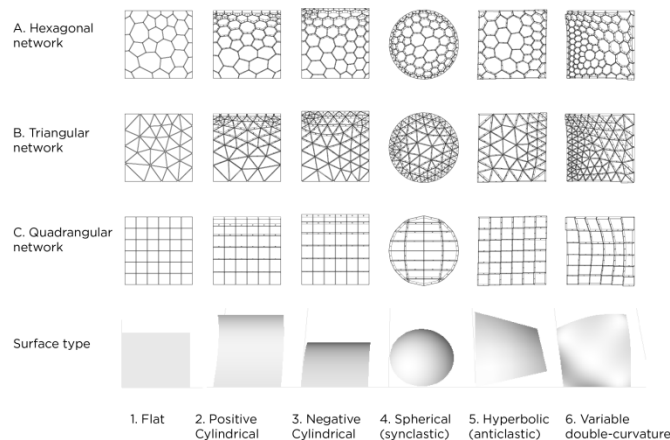 A. Hexagonal
network
B. Triangular
network
C. Quadrangular
network
Surface type
1. Flat
2. Positive
Cylindrical
3. Negative
Cylindrical
4. Spherical
(synclastic)
5. Hyperbolic
(anticlastic)
6. Variable
double-curvature